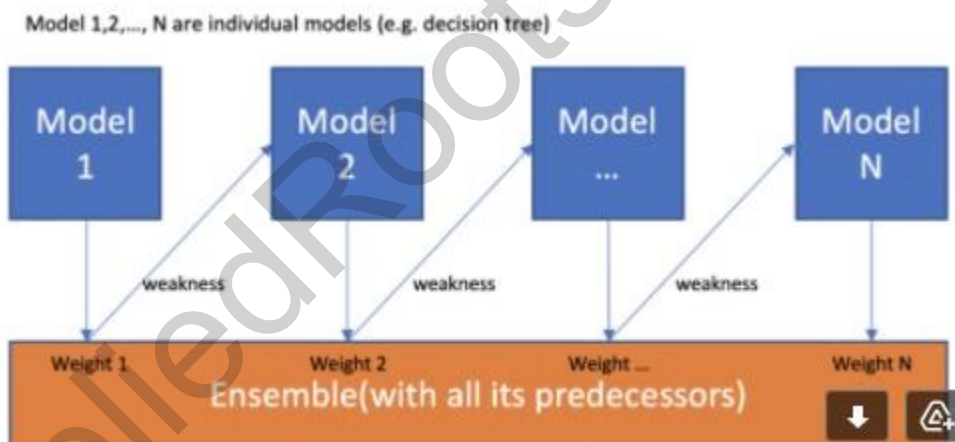 Model 1,2,..., N are individual models (e.g. decision tree)
Model
1
Model
2
Model
...
Model
N
weakness
weakness
weakness
Weight 1
Weight 2
Weight ...
Weight N
Ensemble(with all its predecessors)